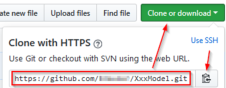 ate new file Upload files Find file Clone or download
Clone with HTTPS Use SSH
Use Git or checkout with SVN using the web URL.
https://github.com/ /XxxModel.git